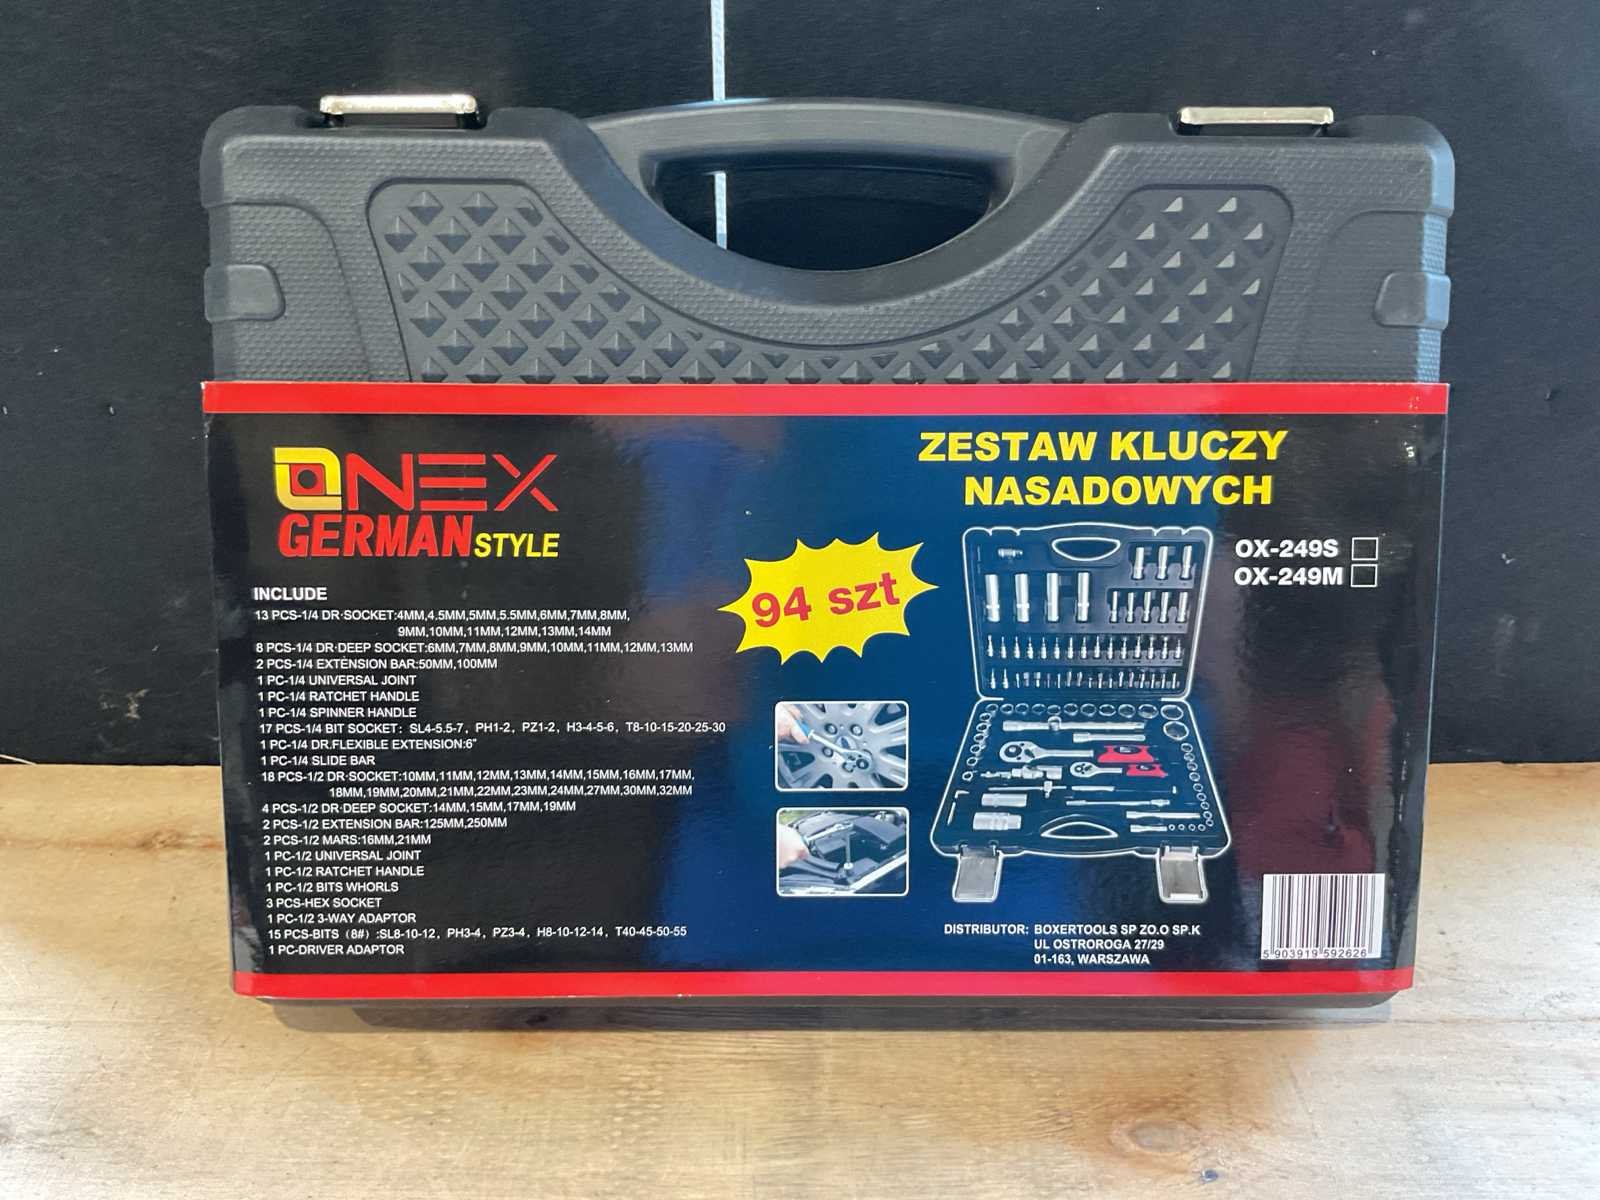 ONEX
GERMAN STYLE
ZESTAW KLUCZY
NASADOWYCH
OX-249S
OX-249M
94 szt
INCLUDE
13 PCS-1/4 DR·SOCKET:4MM,4.5MM,5MM,5.5MM,6MM,7MM,8MM,
9MM,10MM,11MM,12MM,13MM,14MM
8 PCS-1/4 DR·DEEP SOCKET:6MM,7MM,8MM,9MM,10MM,11MM,12MM,13MM
2 PCS-1/4 EXTENSION BAR:50MM,100MM
1 PC-1/4 UNIVERSAL JOINT
1 PC-1/4 RATCHET HANDLE
1 PC-1/4 SPINNER HANDLE
17 PCS-1/4 BIT SOCKET: SL4-5.5-7, PH1-2, PZ1-2, H3-4-5-6, T8-10-15-20-25-30
1 PC-1/4 DR.FLEXIBLE EXTENSION:6"
1 PC-1/4 SLIDE BAR
18 PCS-1/2 DR·SOCKET:10MM,11MM,12MM,13MM,14MM,15MM,16MM,17MM,
18MM,19MM,20MM,21MM,22MM,23MM,24MM,27MM,30MM,32MM
4 PCS-1/2 DR·DEEP SOCKET:14MM,15MM,17MM,19MM
2 PCS-1/2 EXTENSION BAR:125MM,250MM
2 PCS-1/2 MARS:16MM,21MM
1 PC-1/2 UNIVERSAL JOINT
1 PC-1/2 RATCHET HANDLE
1 PC-1/2 BITS WHORLS
3 PCS-HEX SOCKET
1 PC-1/2 3-WAY ADAPTOR
15 PCS-BITS (8#) :SL8-10-12, PH3-4, PZ3-4, H8-10-12-14, T40-45-50-55
1 PC-DRIVER ADAPTOR
DISTRIBUTOR: BOXERTOOLS SP ZO.O SP.K
UL OSTROROGA 27/29
01-163, WARSZAWA
5 903919 592626